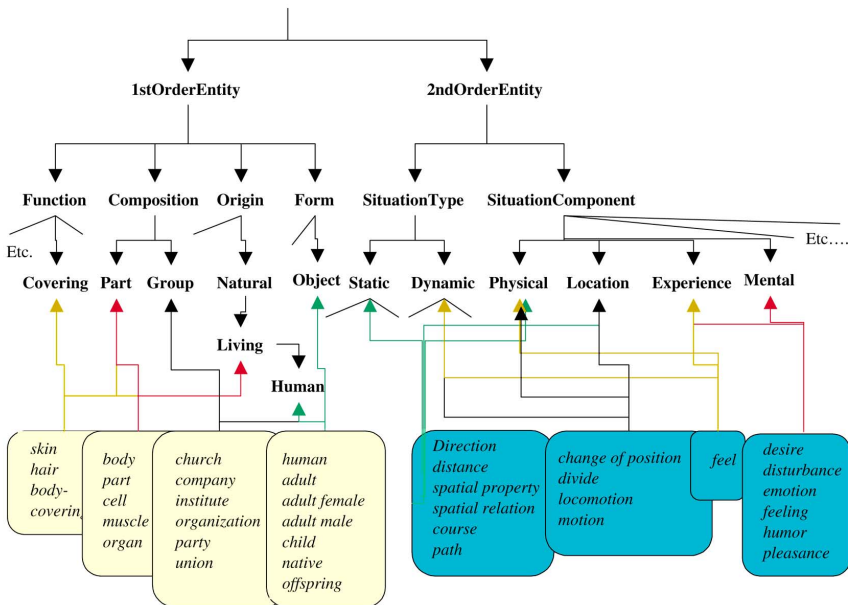 1stOrderEntity 2ndOrderEntity
Function Composition Origin Form SituationType SituationComponent
Etc. Etc….
Covering Part Group Natural Object Static Dynamic Physical Location Experience Mental
Living
Human
skin
hair
body-
covering
body
part
cell
muscle
organ
church
company
institute
organization
party
union
human
adult
adult female
adult male
child
native
offspring
Direction
distance
spatial property
spatial relation
course
path
change of position
divide
locomotion
motion
feel
desire
disturbance
emotion
feeling
humor
pleasance